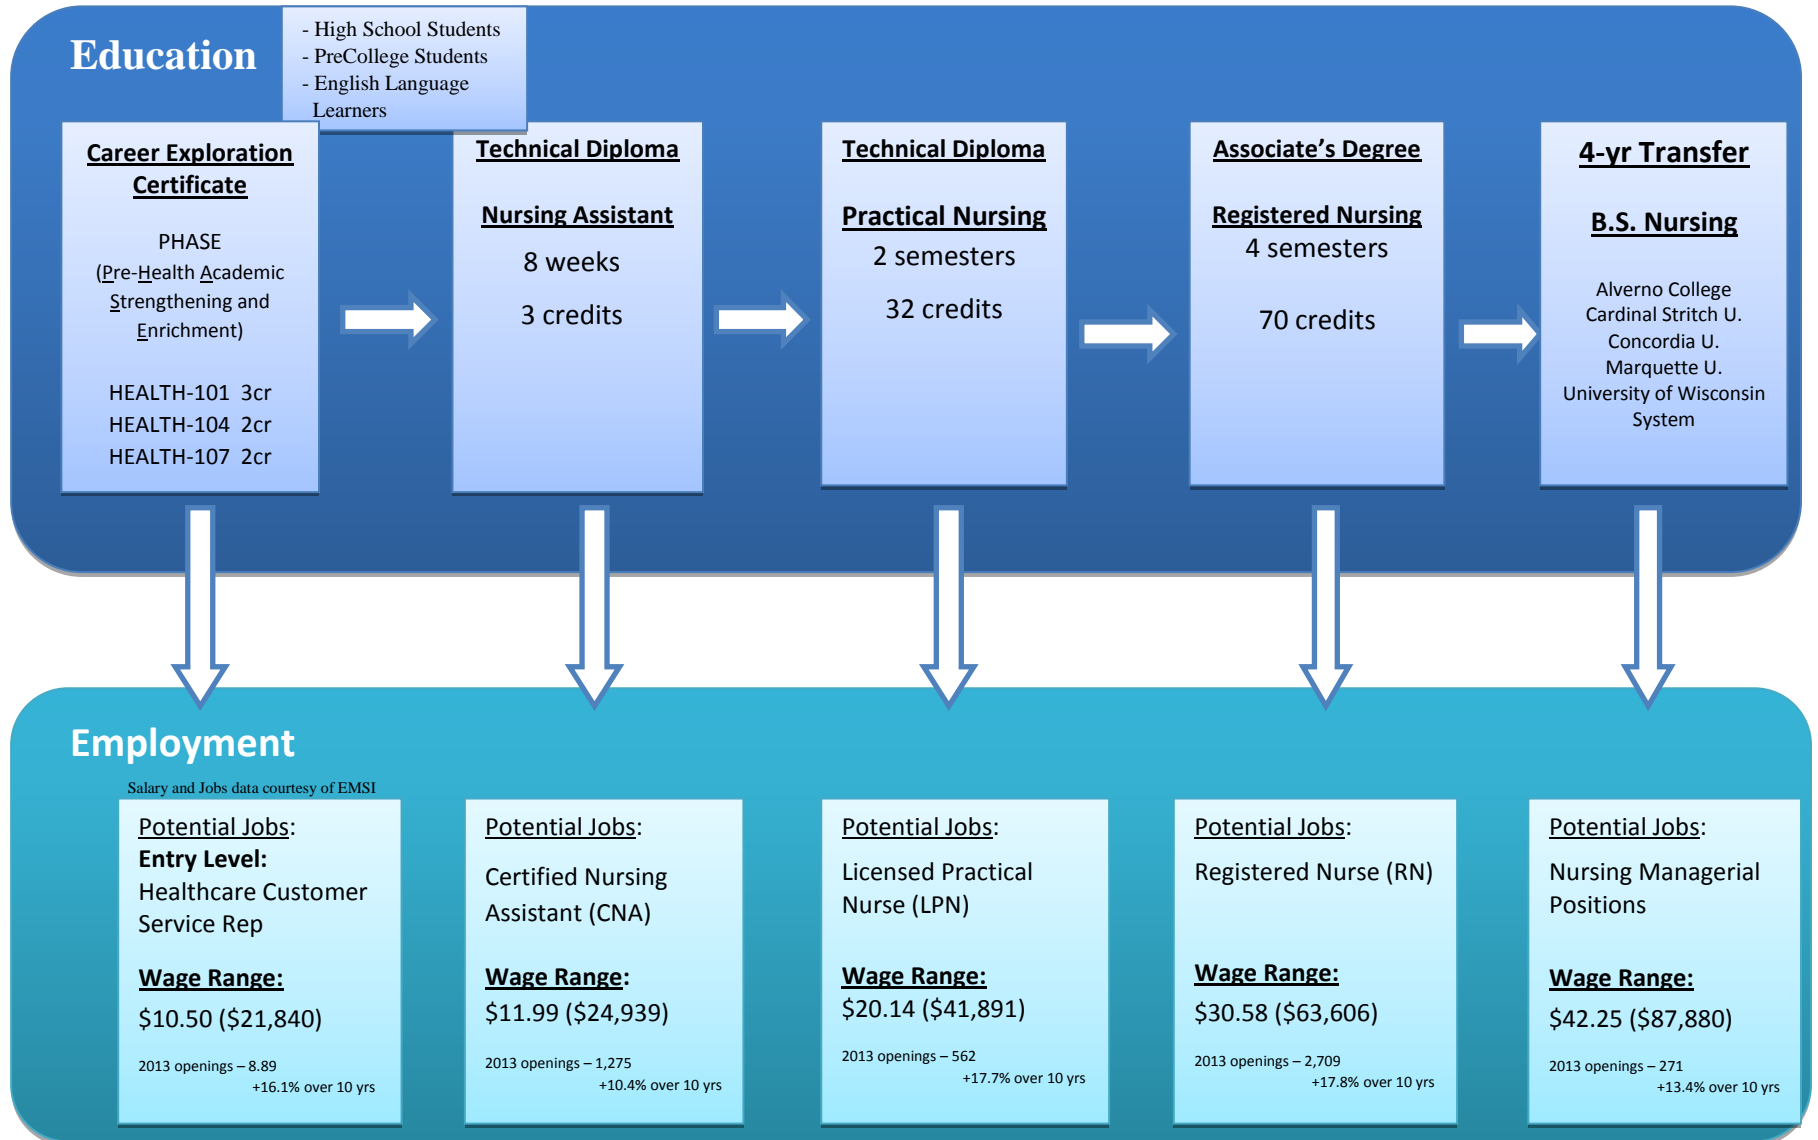 Education
- High School Students
- PreCollege Students
- English Language
Learners
Career Exploration
Certificate
PHASE
(Pre-Health Academic
Strengthening and
Enrichment)
HEALTH-101 3cr
HEALTH-104 2cr
HEALTH-107 2cr
Technical Diploma
Nursing Assistant
8 weeks
3 credits
Technical Diploma
Practical Nursing
2 semesters
32 credits
Associate’s Degree
Registered Nursing
4 semesters
70 credits
4-yr Transfer
B.S. Nursing
Alverno College
Cardinal Stritch U.
Concordia U.
Marquette U.
University of Wisconsin
System
Employment
Salary and Jobs data courtesy of EMSI
Potential Jobs:
Entry Level:
Healthcare Customer
Service Rep
Wage Range:
$10.50 ($21,840)
2013 openings – 8.89
+16.1% over 10 yrs
Potential Jobs:
Certified Nursing
Assistant (CNA)
Wage Range:
$11.99 ($24,939)
2013 openings – 1,275
+10.4% over 10 yrs
Potential Jobs:
Licensed Practical
Nurse (LPN)
Wage Range:
$20.14 ($41,891)
2013 openings – 562
+17.7% over 10 yrs
Potential Jobs:
Registered Nurse (RN)
Wage Range:
$30.58 ($63,606)
2013 openings – 2,709
+17.8% over 10 yrs
Potential Jobs:
Nursing Managerial
Positions
Wage Range:
$42.25 ($87,880)
2013 openings – 271
+13.4% over 10 yrs